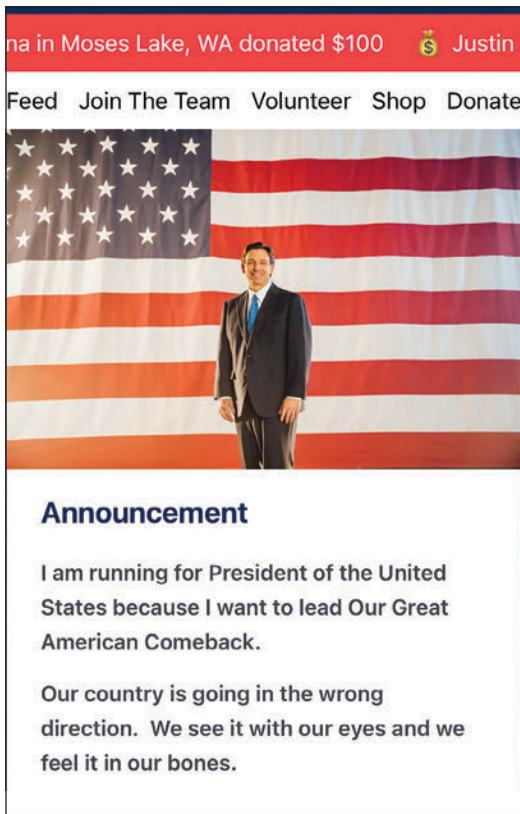 na in Moses Lake, WA donated $100 💰 Justin
Feed Join The Team Volunteer Shop Donate
Announcement
I am running for President of the United
States because I want to lead Our Great
American Comeback.
Our country is going in the wrong
direction. We see it with our eyes and we
feel it in our bones.